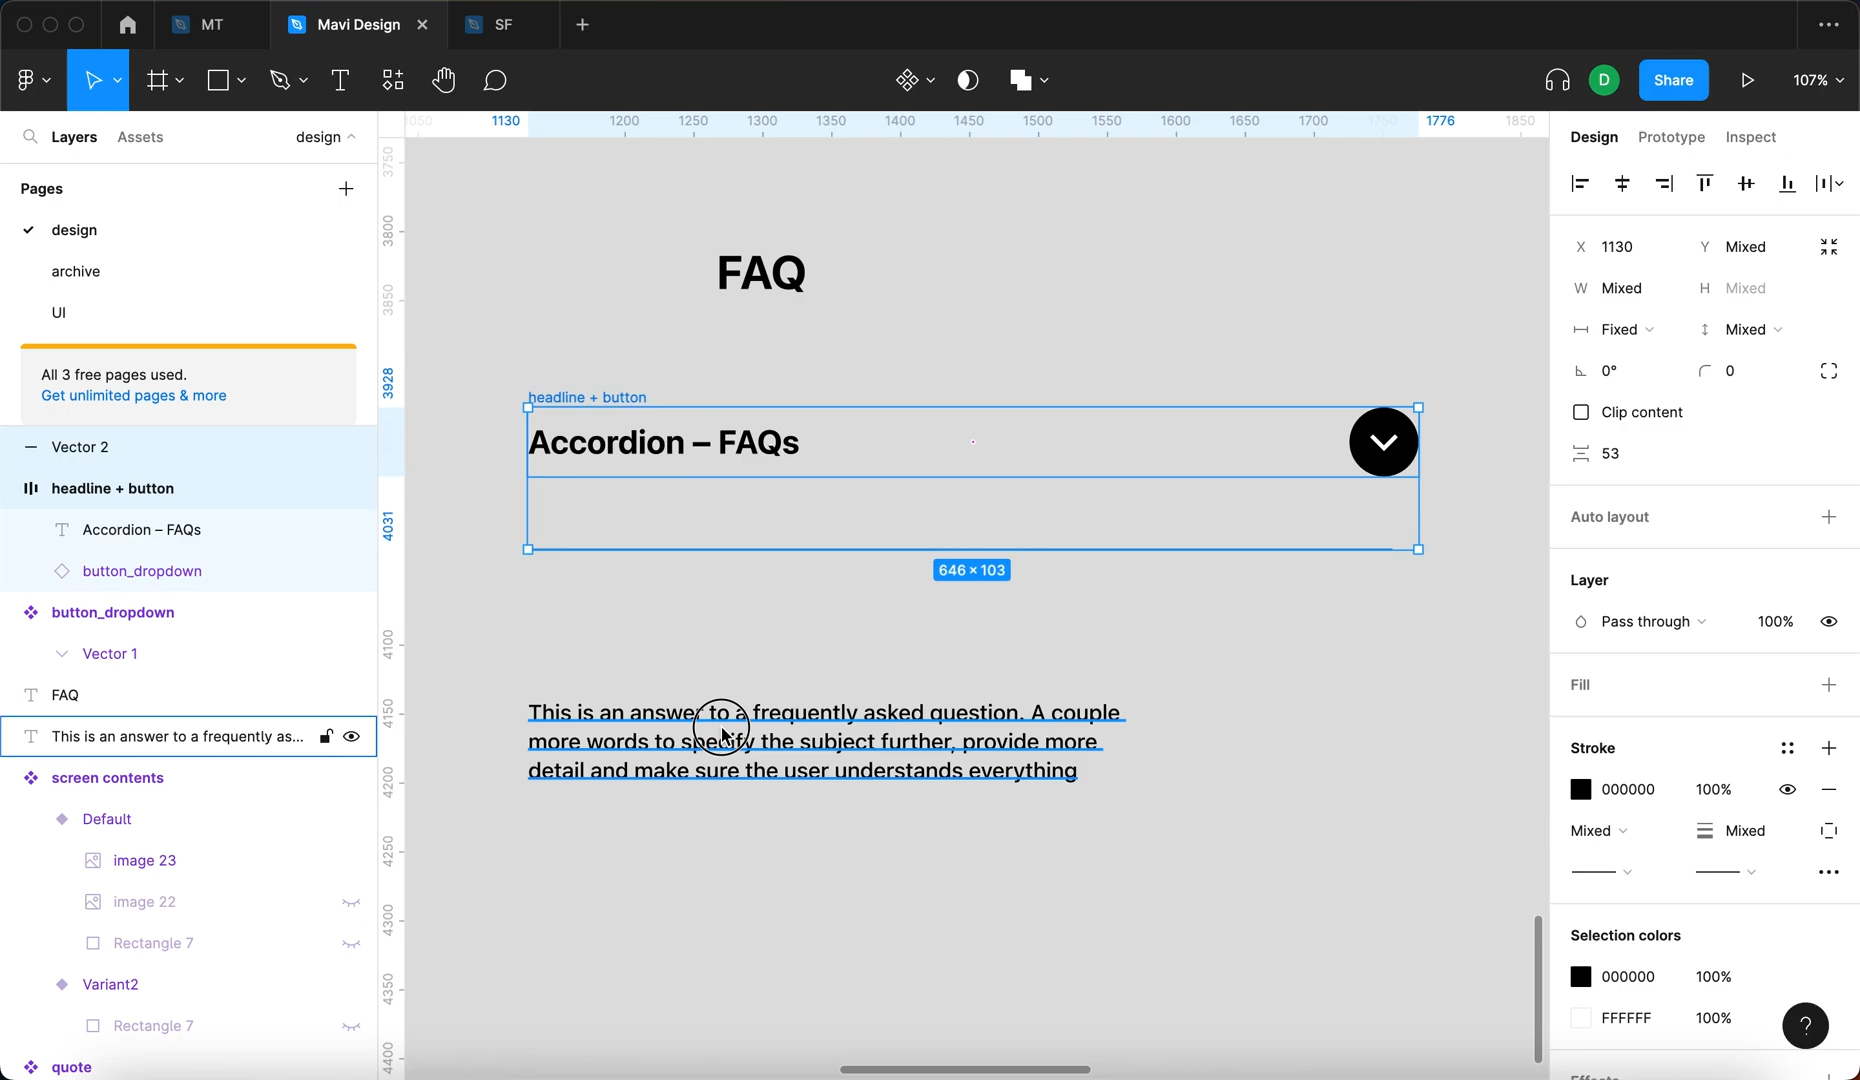 MT
Mavi Design
SF
D
Share
107%
Layers
Assets
design
Pages
design
archive
UI
All 3 free pages used.
Get unlimited pages & more
Vector 2
headline + button
Accordion – FAQs
button_dropdown
button_dropdown
Vector 1
FAQ
This is an answer to a frequently as...
screen contents
Default
image 23
image 22
Rectangle 7
Variant2
Rectangle 7
quote
1130
1200
1250
1300
1350
1400
1450
1500
1550
1600
1650
1700
1750
1776
1850
3750
3800
3850
3928
4031
4100
4150
4200
4250
4300
4350
4400
FAQ
headline + button
Accordion – FAQs
646 × 103
This is an answer to a frequently asked question. A couple
more words to specify the subject further, provide more
detail and make sure the user understands everything
Design
Prototype
Inspect
X 1130
Y Mixed
W Mixed
H Mixed
Fixed
Mixed
0°
0
Clip content
53
Auto layout
Layer
Pass through
100%
Fill
Stroke
000000
100%
Mixed
Mixed
Selection colors
000000
100%
FFFFFF
100%
?